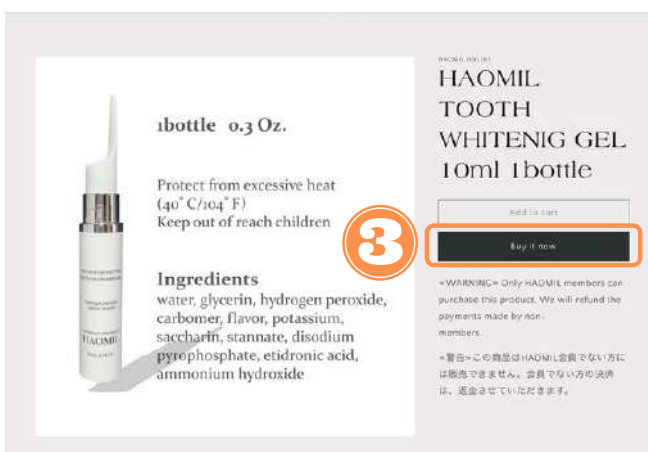 HAOMIL
TOOTH
WHITENIG GEL
10ml 1bottle
1bottle 0.3 Oz.
Protect from excessive heat
(40° C/104° F)
Keep out of reach children
Ingredients
water, glycerin, hydrogen peroxide,
carbomer, flavor, potassium,
saccharin, stannate, disodium
pyrophosphate, etidronic acid,
ammonium hydroxide
HAOMIL
Add to cart
3
Buy it now
<WARNING> Only HAOMIL members can
purchase this product. We will refund the
payments made by non-
members.
<警告>この商品はHAOMIL会員でない方に
は販売できません。会員でない方の決済
は、返金させていただきます。